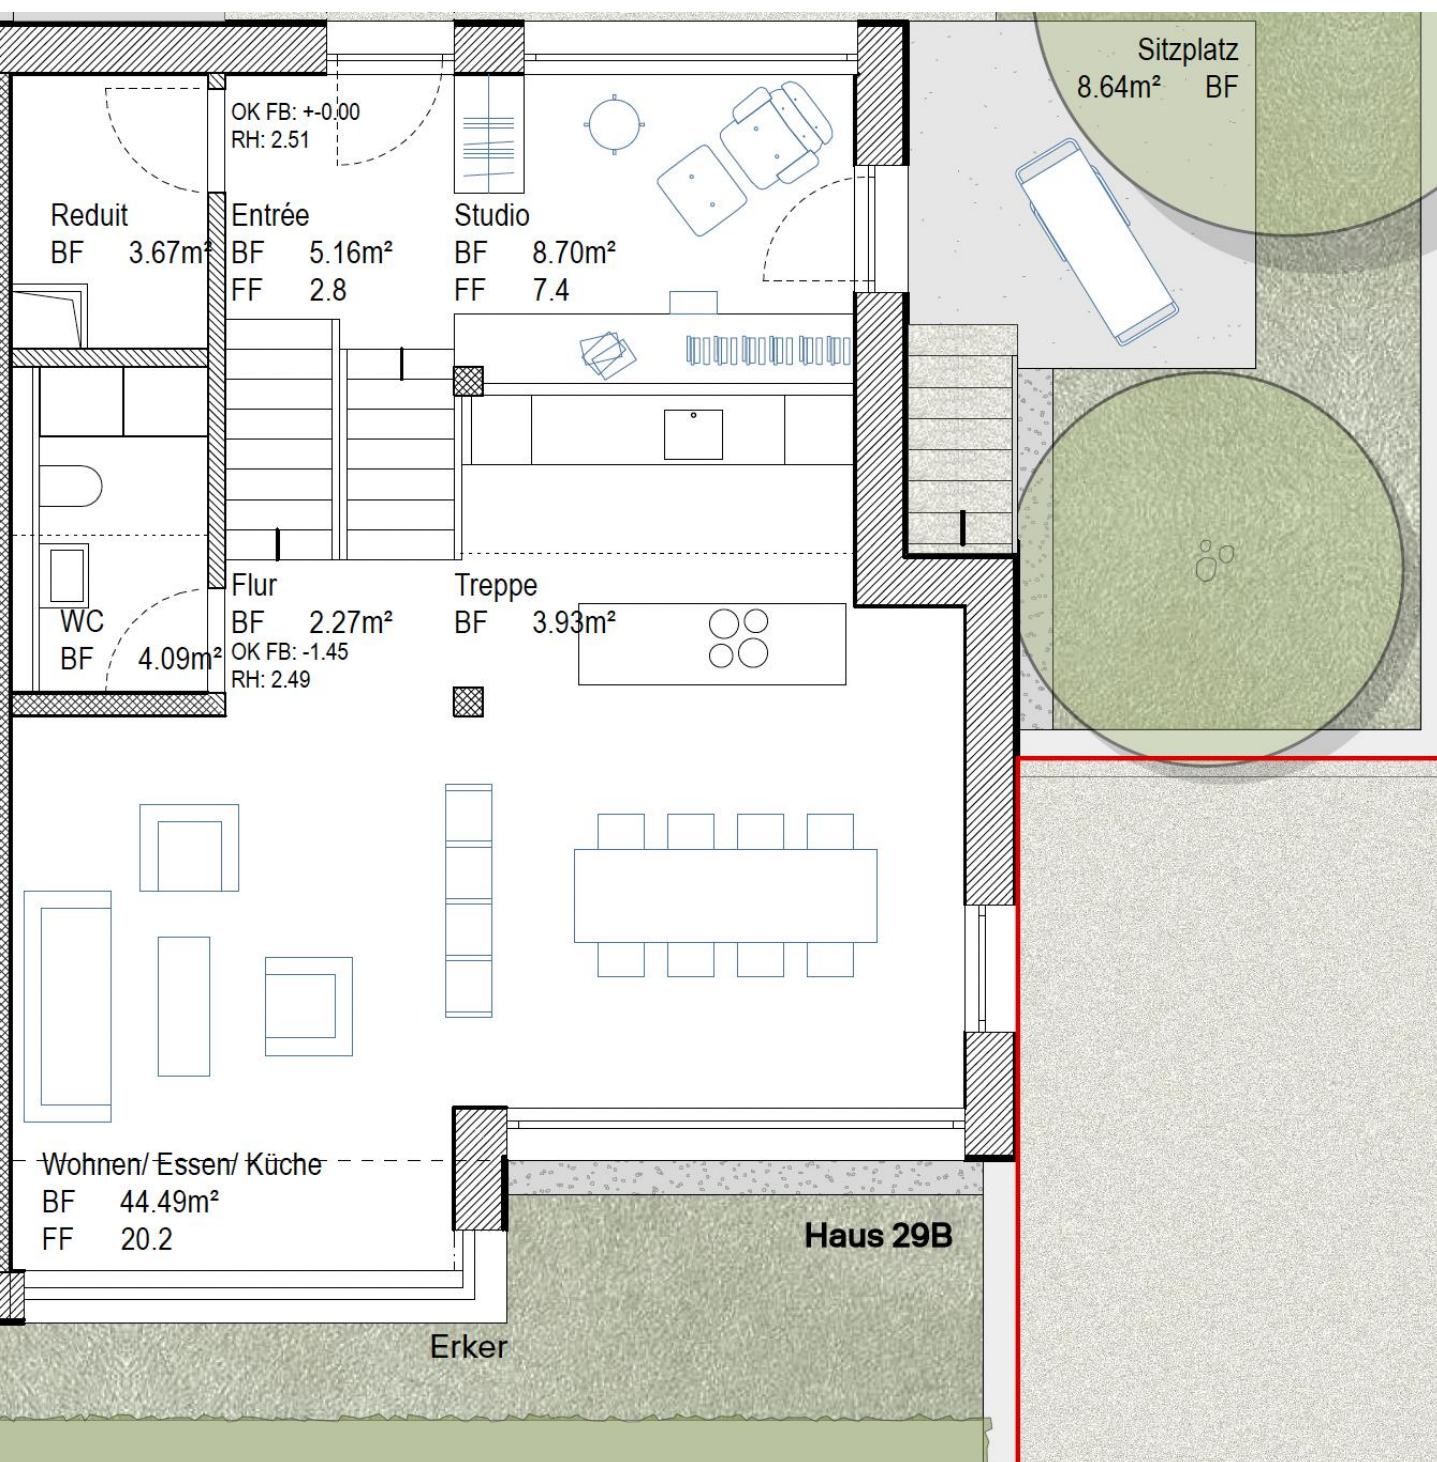 Sitzplatz
8.64m² BF
OK FB: +-0.00
RH: 2.51
Reduit
BF 3.67m²
Entrée
BF 5.16m²
FF 2.8
Studio
BF 8.70m²
FF 7.4
WC
BF 4.09m²
Flur
BF 2.27m²
OK FB: -1.45
RH: 2.49
Treppe
BF 3.93m²
Wohnen/ Essen/ Küche
BF 44.49m²
FF 20.2
Haus 29B
Erker